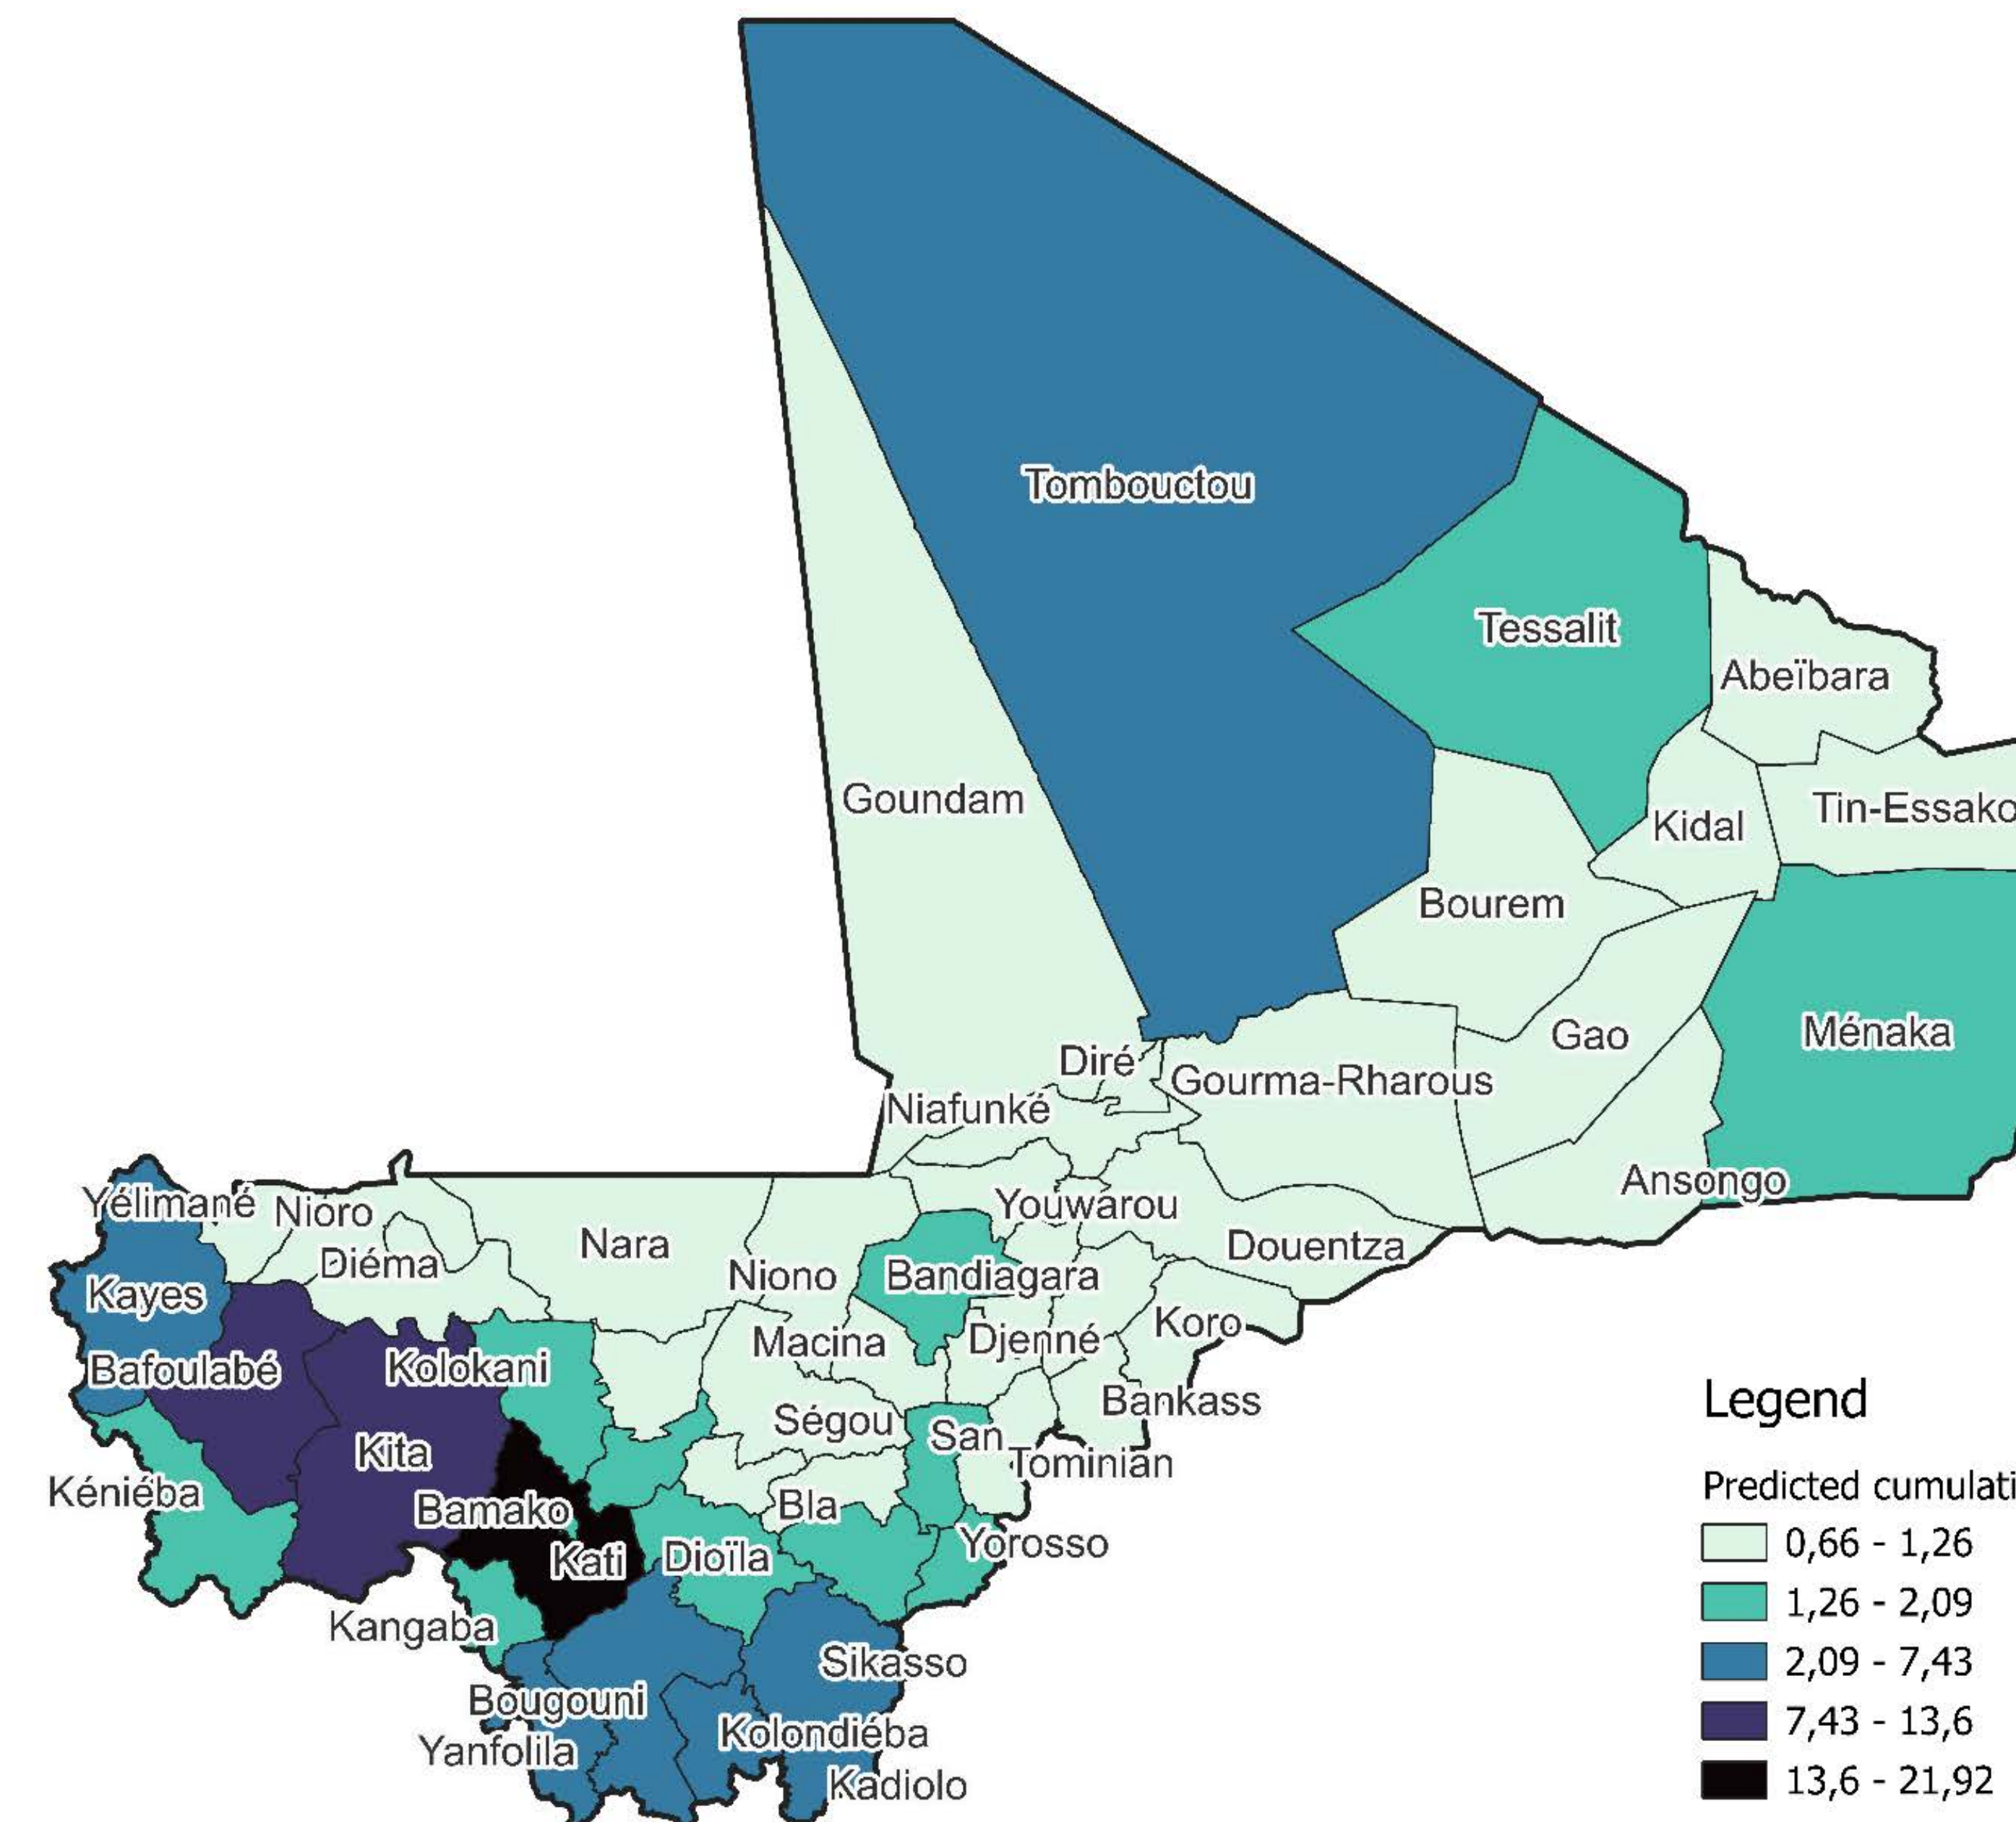 Tombouctou
Tessalit
Abeïbara
Goundam
Tin-Essako
Kidal
Bourem
Ménaka
Gao
Diré
Gourma-Rharous
Niafunké
Ansongo
Yélimané
Nioro
Youwarou
Nara
Douentza
Diéma
Niono
Bandiagara
Kayes
Koro
Macina
Djenné
Bafoulabé
Kolokani
Bankass
Ségou
San
Kita
Tominian
Kéniéba
Bla
Bamako
Yorosso
Kati
Dioïla
Kangaba
Sikasso
Bougouni
Kolondiéba
Yanfolila
Kadiolo
Legend
Predicted cumulati
0,66 - 1,26
1,26 - 2,09
2,09 - 7,43
7,43 - 13,6
13,6 - 21,92